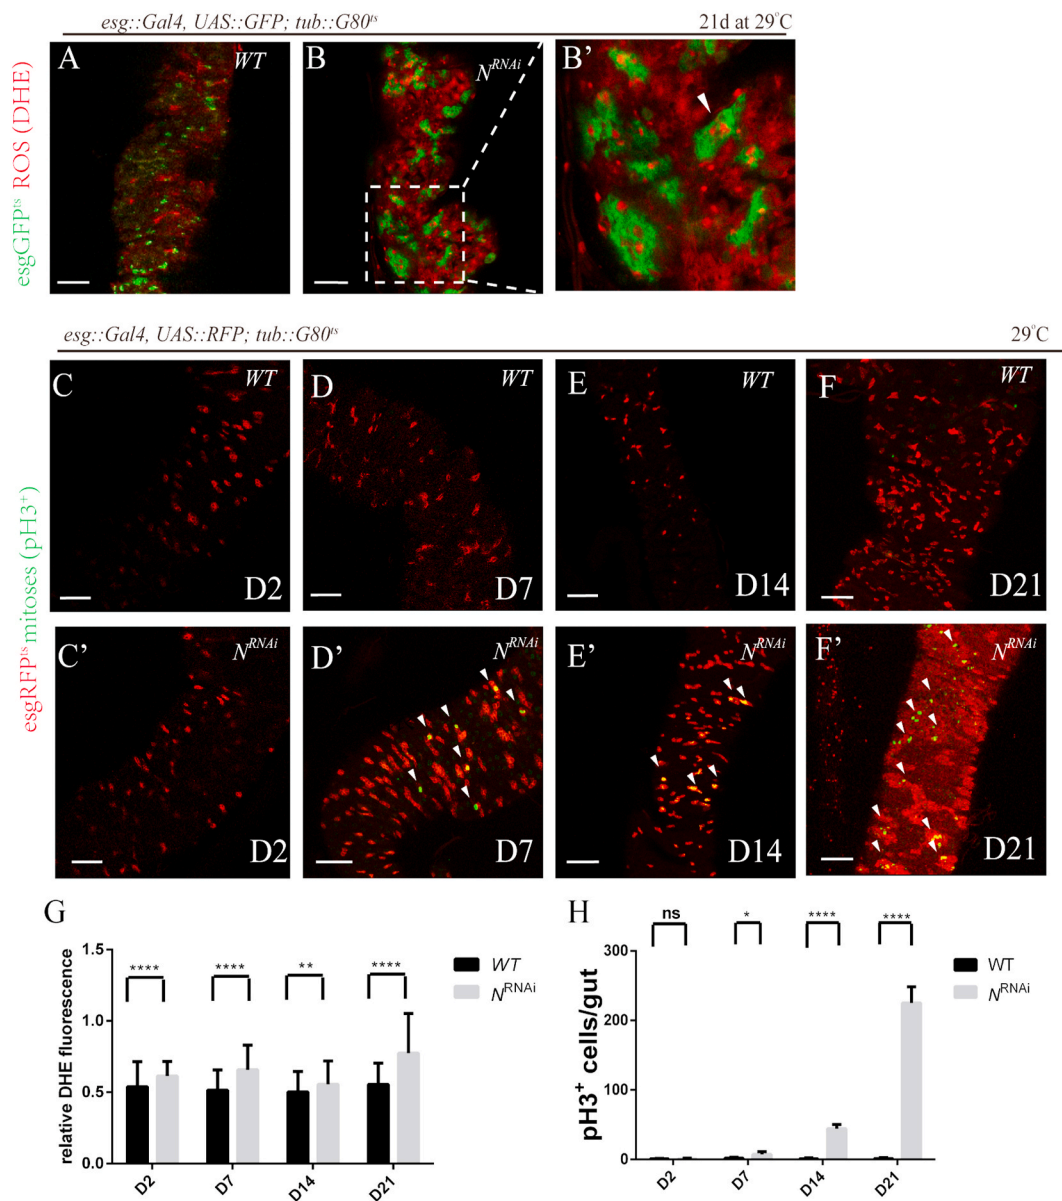 esg::Gal4, UAS::GFP; tub::G80ts 21d at 29°C
esgGFPts ROS (DHE)
A WT
B NRNAi
B'
esg::Gal4, UAS::RFP; tub::G80ts 29°C
esgRFPts mitoses (pH3+)
C WT D2
D WT D7
E WT D14
F WT D21
C' NRNAi D2
D' NRNAi D7
E' NRNAi D14
F' NRNAi D21
G
relative DHE fluorescence
1.5
1.0
0.5
0.0
**** **** ** ****
WT
NRNAi
D2 D7 D14 D21
H
pH3+ cells/gut
300
200
100
0
ns * **** ****
WT
NRNAi
D2 D7 D14 D21